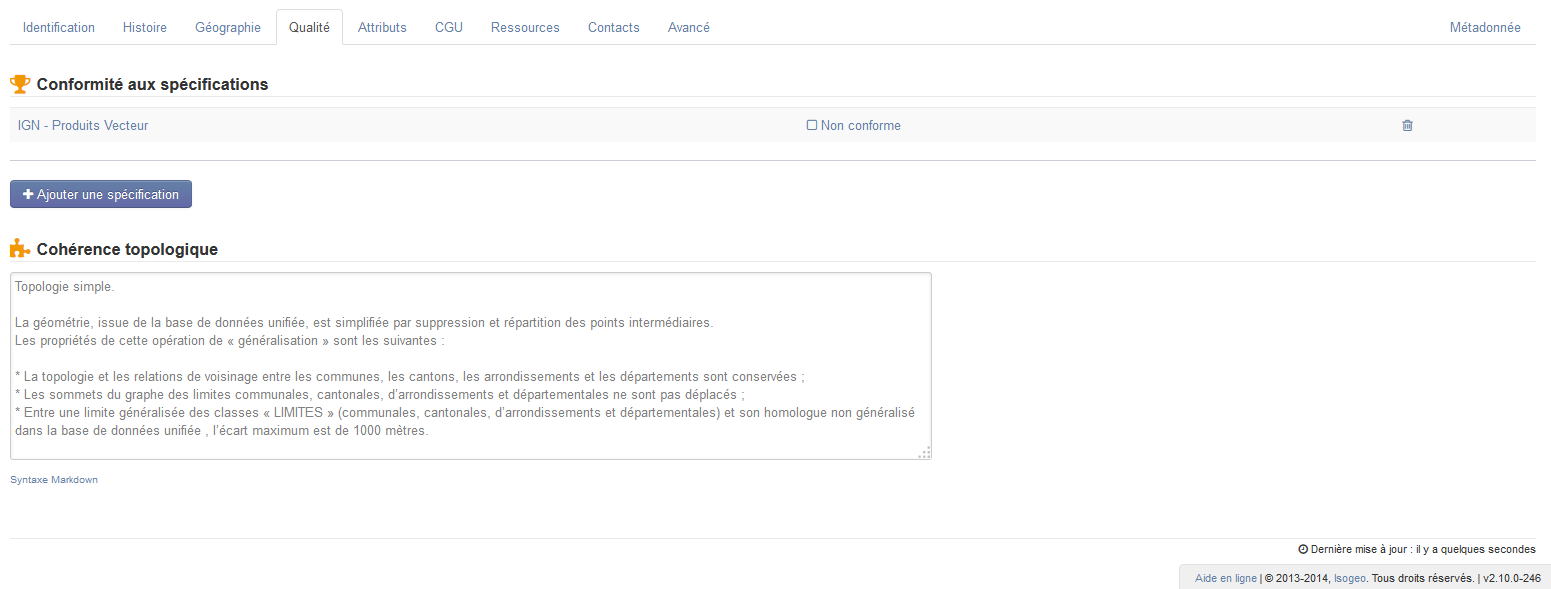 Identification Histoire Géographie Qualité Attributs CGU Ressources Contacts Avancé Métadonnée
Conformité aux spécifications
IGN - Produits Vecteur Non conforme
Ajouter une spécification
Cohérence topologique
Topologie simple.
La géométrie, issue de la base de données unifiée, est simplifiée par suppression et répartition des points intermédiaires.
Les propriétés de cette opération de « généralisation » sont les suivantes :
* La topologie et les relations de voisinage entre les communes, les cantons, les arrondissements et les départements sont conservées ;
* Les sommets du graphe des limites communales, cantonales, d’arrondissements et départementales ne sont pas déplacés ;
* Entre une limite généralisée des classes « LIMITES » (communales, cantonales, d’arrondissements et départementales) et son homologue non généralisé
dans la base de données unifiée , l’écart maximum est de 1000 mètres.
Syntaxe Markdown
Dernière mise à jour : il y a quelques secondes
Aide en ligne | © 2013-2014, Isogeo. Tous droits réservés. | v2.10.0-246